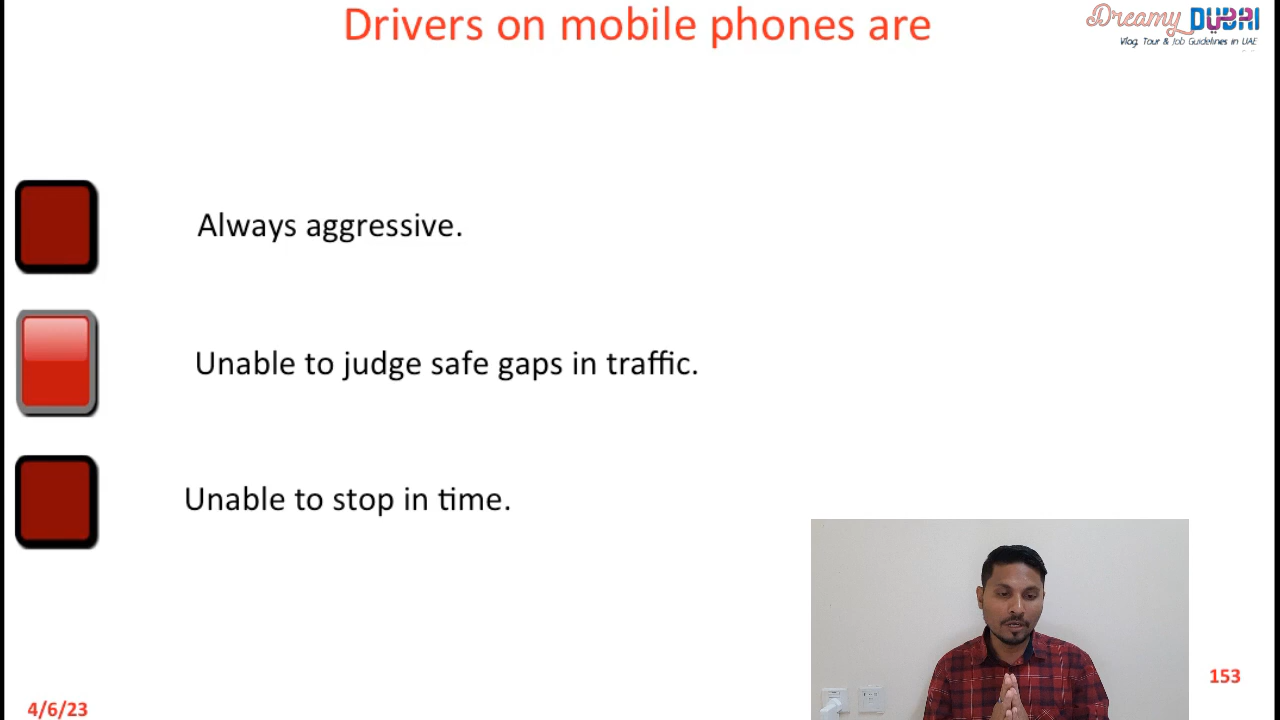 Drivers on mobile phones are
Dreamy DUBAI
Vlog, Tour & Job Guidelines in UAE
Always aggressive.
Unable to judge safe gaps in traffic.
Unable to stop in time.
153
4/6/23